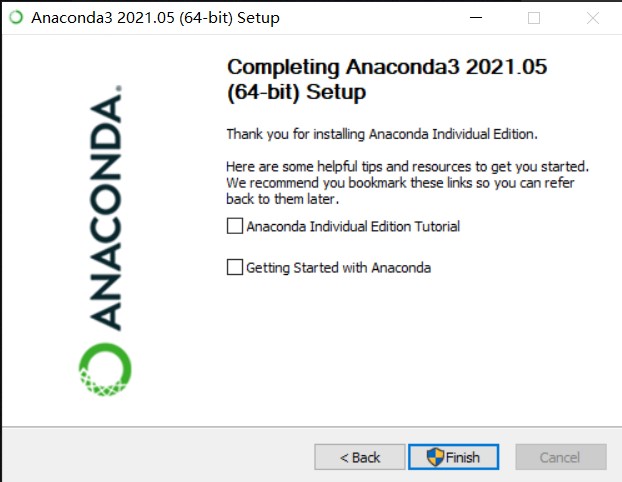 Anaconda3 2021.05 (64-bit) Setup
Completing Anaconda3 2021.05
(64-bit) Setup
ANACONDA.
Thank you for installing Anaconda Individual Edition.
Here are some helpful tips and resources to get you started.
We recommend you bookmark these links so you can refer
back to them later.
Anaconda Individual Edition Tutorial
Getting Started with Anaconda
< Back
Finish
Cancel